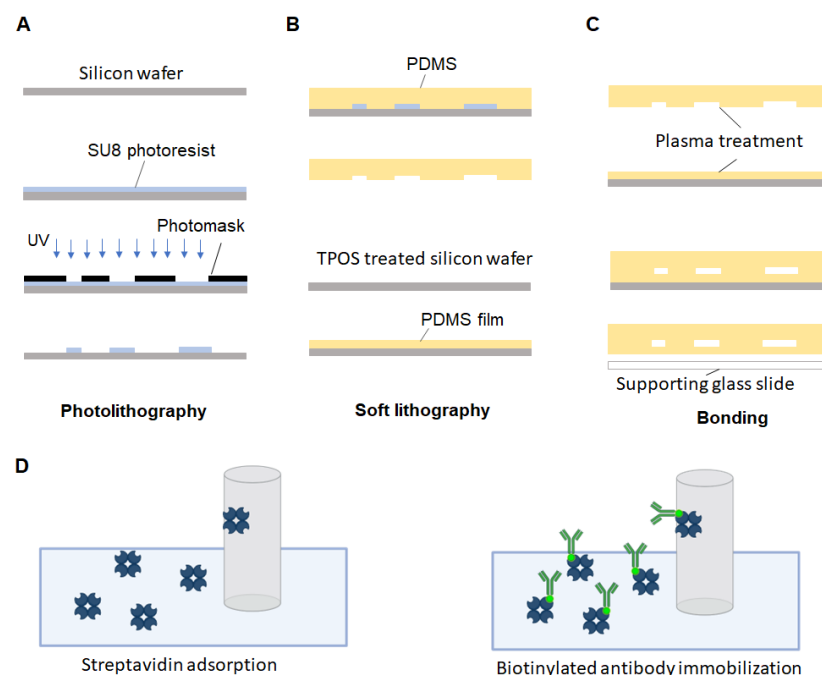 A
Silicon wafer
SU8 photoresist
UV
Photomask
Photolithography
B
PDMS
TPOS treated silicon wafer
PDMS film
Soft lithography
C
Plasma treatment
Supporting glass slide
Bonding
D
Streptavidin adsorption
Biotinylated antibody immobilization